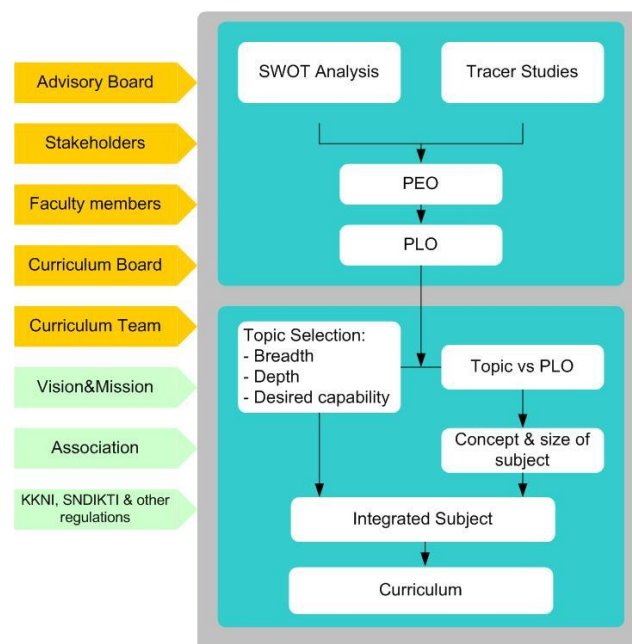 Advisory Board
Stakeholders
Faculty members
Curriculum Board
Curriculum Team
Vision&Mission
Association
KKNI, SNDIKTI & other
regulations
SWOT Analysis
Tracer Studies
PEO
PLO
Topic Selection:
- Breadth
- Depth
- Desired capability
Topic vs PLO
Concept & size of
subject
Integrated Subject
Curriculum